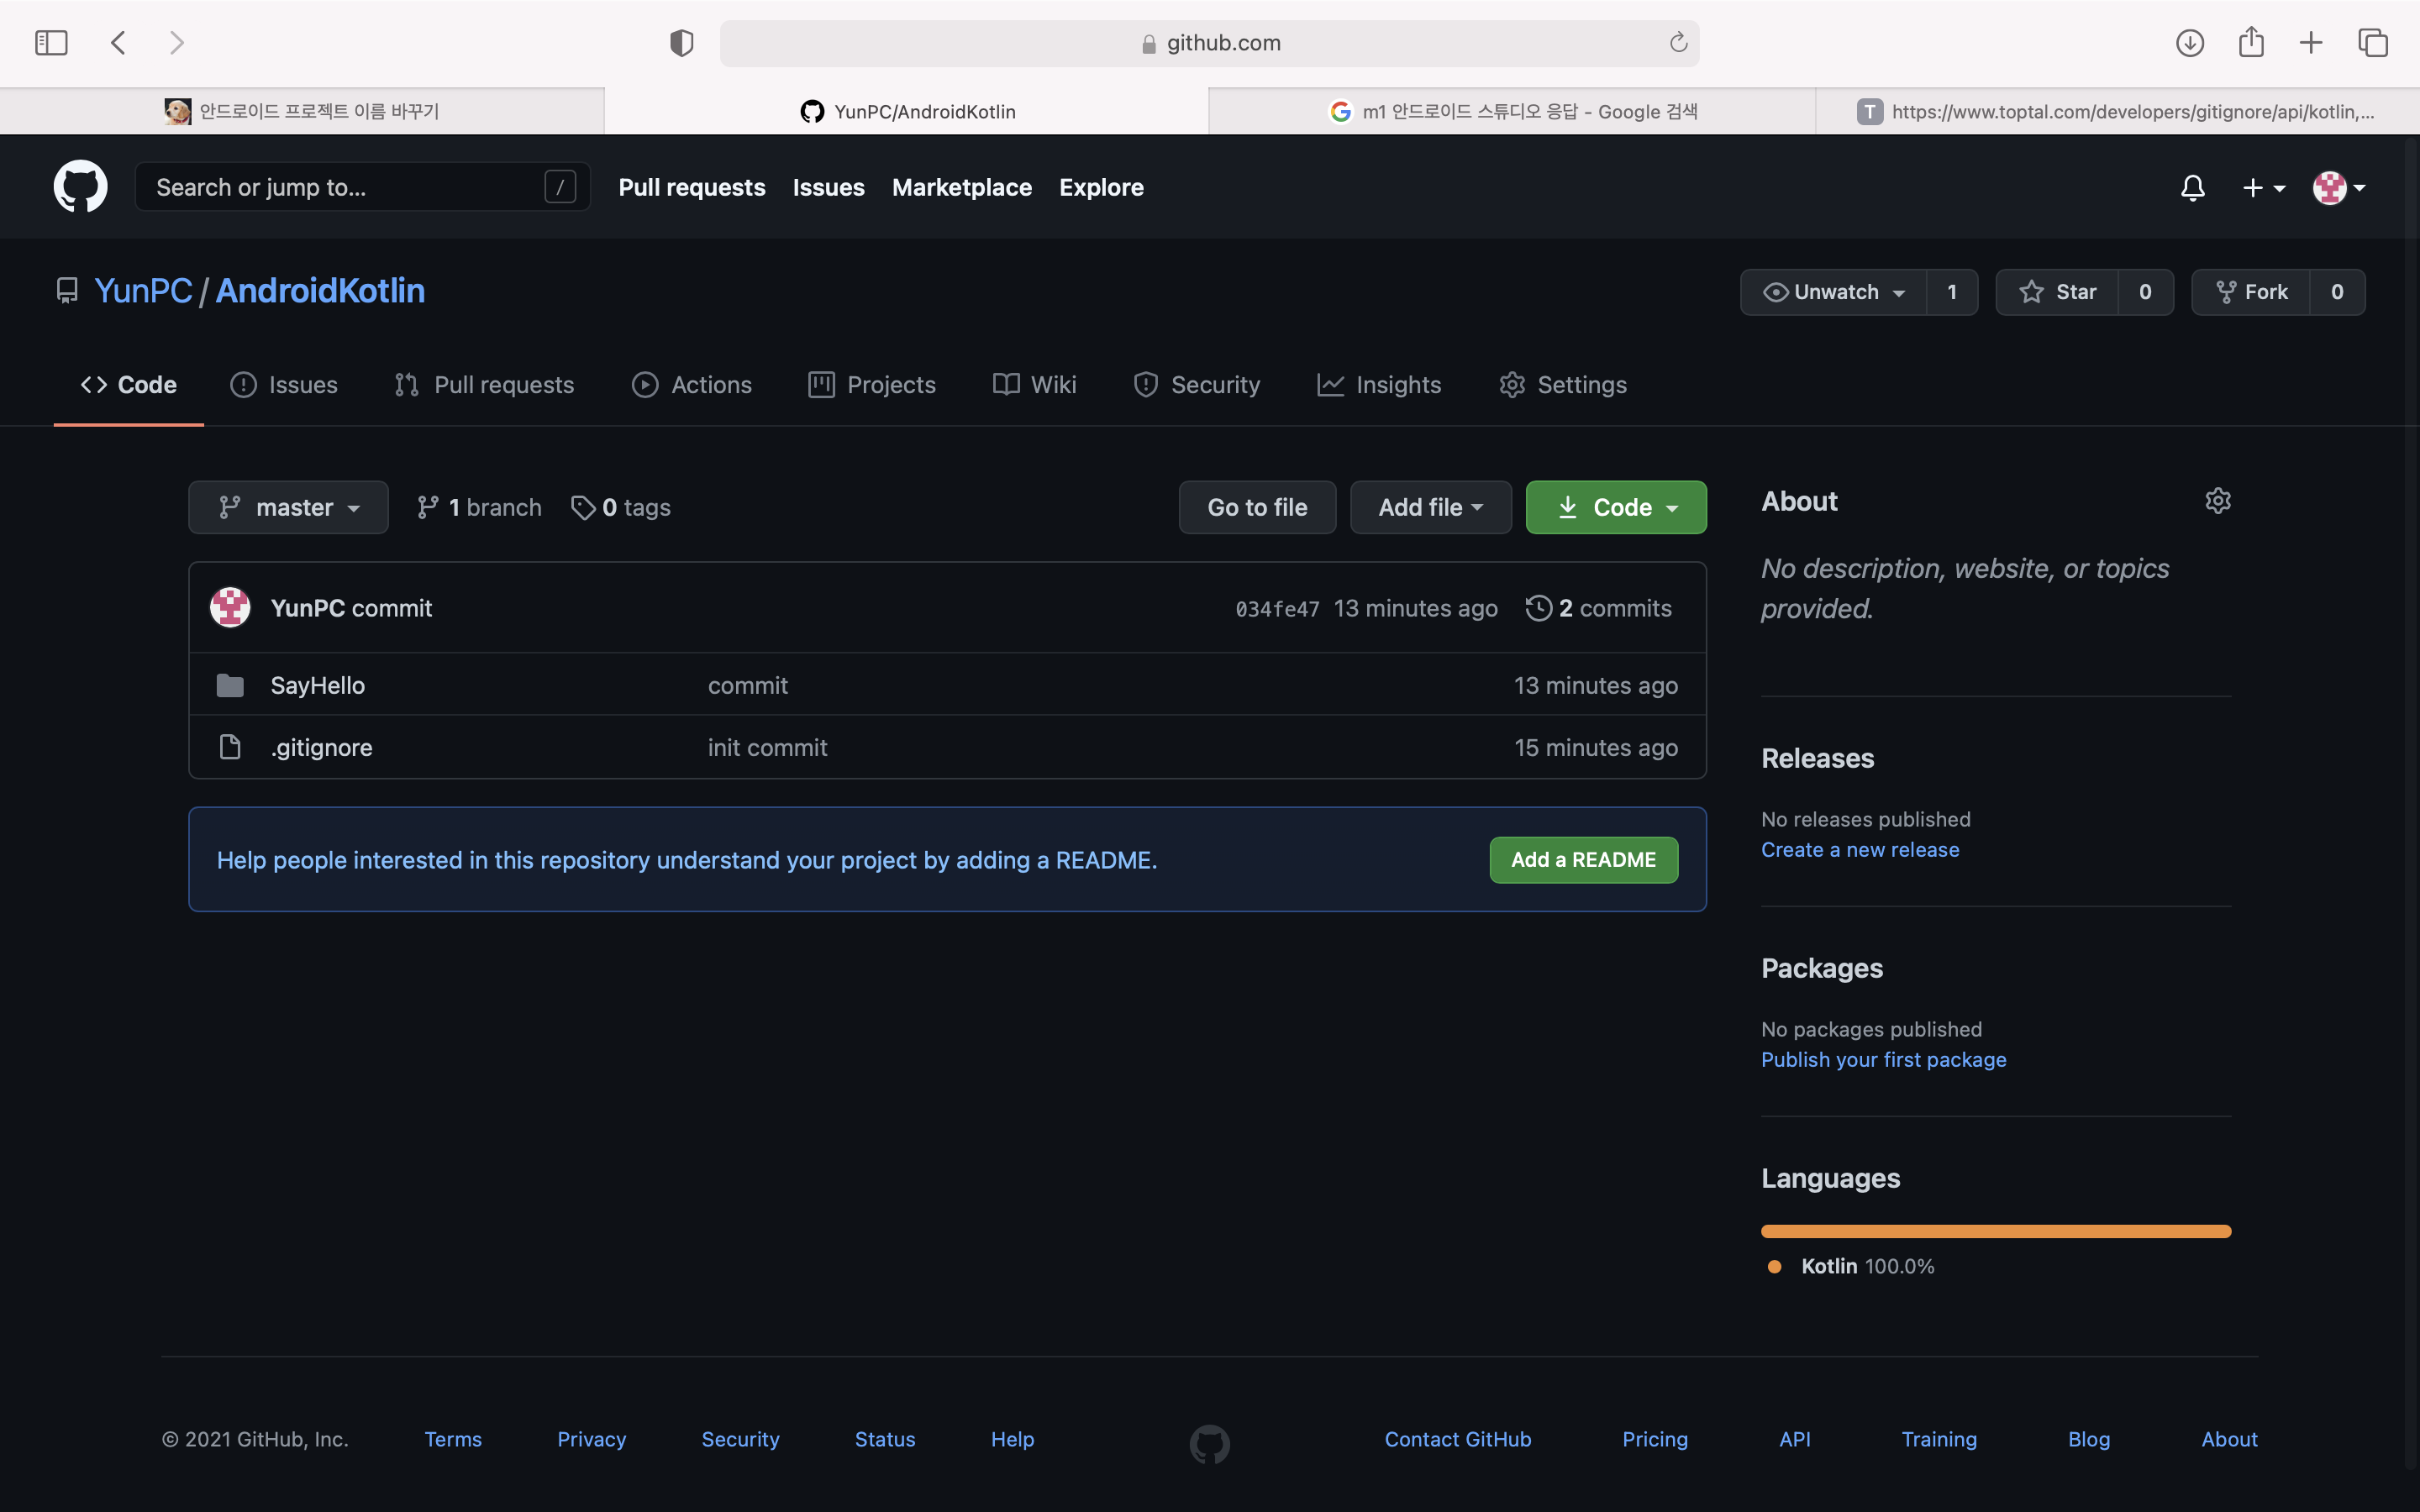 github.com
안드로이드 프로젝트 이름 바꾸기
YunPC/AndroidKotlin
m1 안드로이드 스튜디오 응답 - Google 검색
T https://www.toptal.com/developers/gitignore/api/kotlin,...
Search or jump to... /
Pull requests Issues Marketplace Explore
YunPC / AndroidKotlin
Unwatch 1 Star 0 Fork 0
Code Issues Pull requests Actions Projects Wiki Security Insights Settings
master 1 branch 0 tags Go to file Add file Code
YunPC commit 034fe47 13 minutes ago 2 commits
SayHello commit 13 minutes ago
.gitignore init commit 15 minutes ago
Help people interested in this repository understand your project by adding a README. Add a README
About
No description, website, or topics
provided.
Releases
No releases published
Create a new release
Packages
No packages published
Publish your first package
Languages
Kotlin 100.0%
© 2021 GitHub, Inc. Terms Privacy Security Status Help Contact GitHub Pricing API Training Blog About